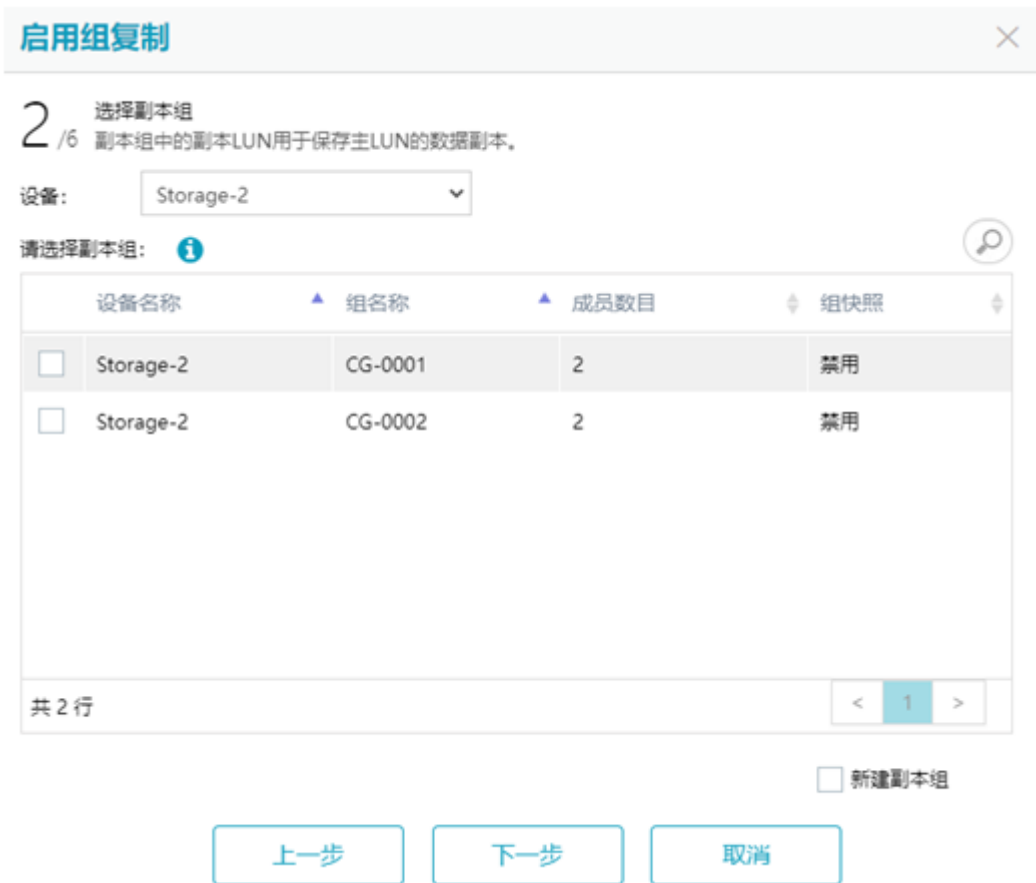 启用组复制
2/6 选择副本组
副本组中的副本LUN用于保存主LUN的数据副本。
设备: Storage-2
请选择副本组:
设备名称 组名称 成员数目 组快照
Storage-2 CG-0001 2 禁用
Storage-2 CG-0002 2 禁用
共 2 行 < 1 >
新建副本组
上一步 下一步 取消